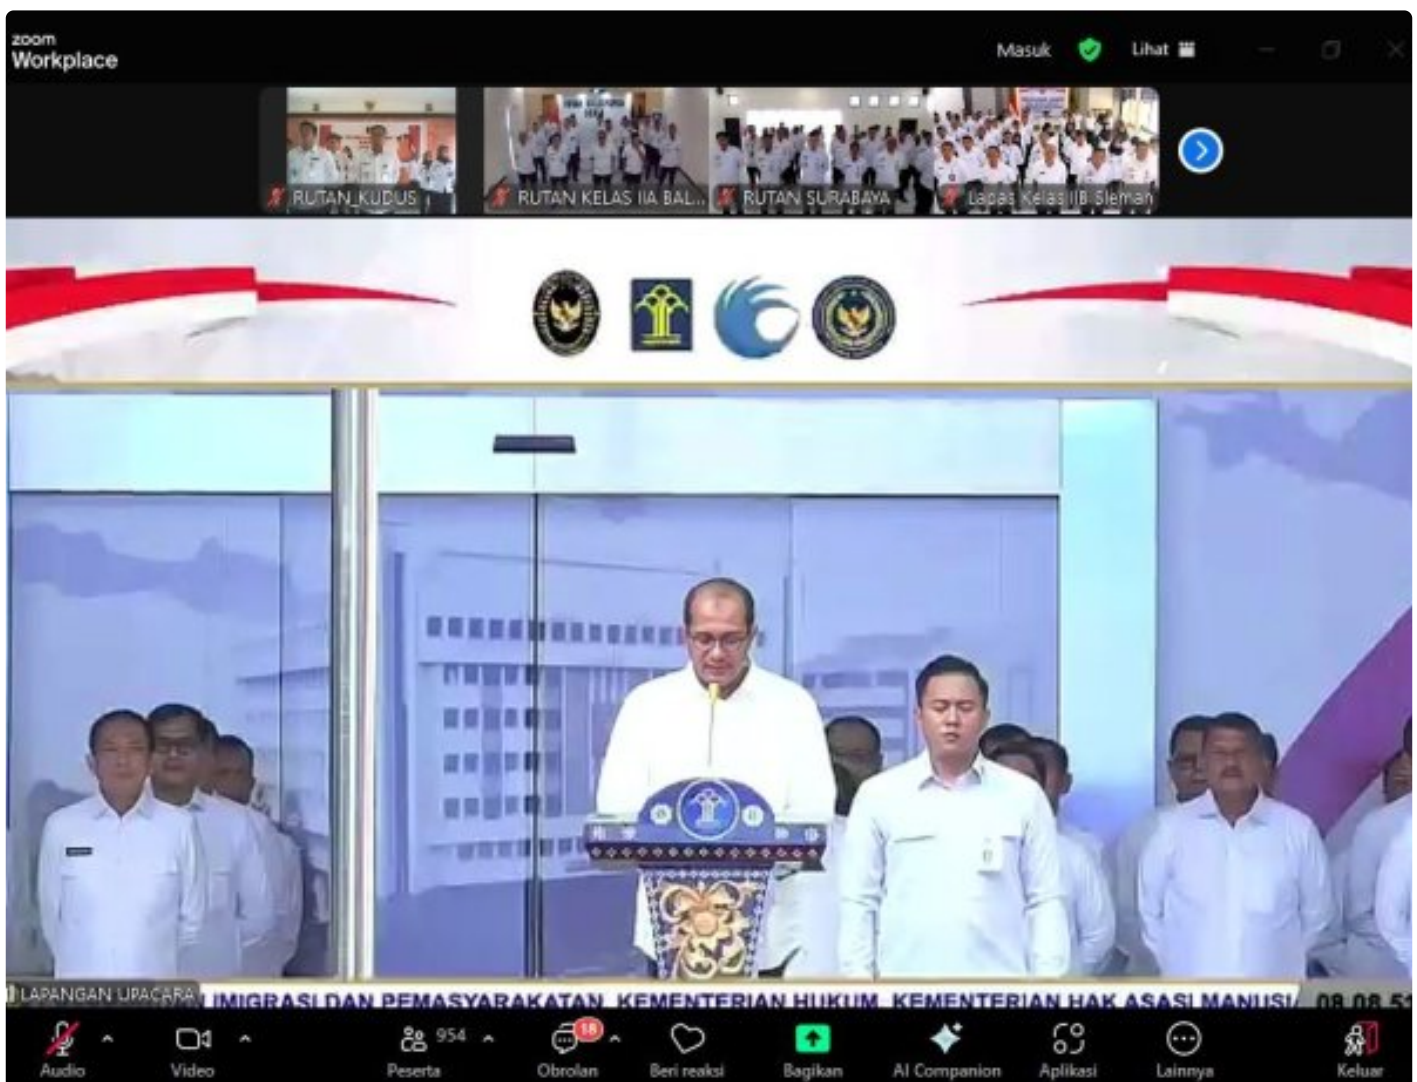 zoom
Workplace
Masuk
Lihat
RUTAN_KUDUS
RUTAN KELAS IIA BAL...
RUTAN SURABAYA
Lapas Kelas IIB Sleman
LAPANGAN UPACARA
IMIGRASI DAN PEMASYARAKATAN KEMENTERIAN HUKUM KEMENTERIAN HAK ASASI MANUSI
08.08.51
Audio
Video
954
Peserta
18
Obrolan
Beri reaksi
Bagikan
AI Companion
Aplikasi
Lainnya
Keluar